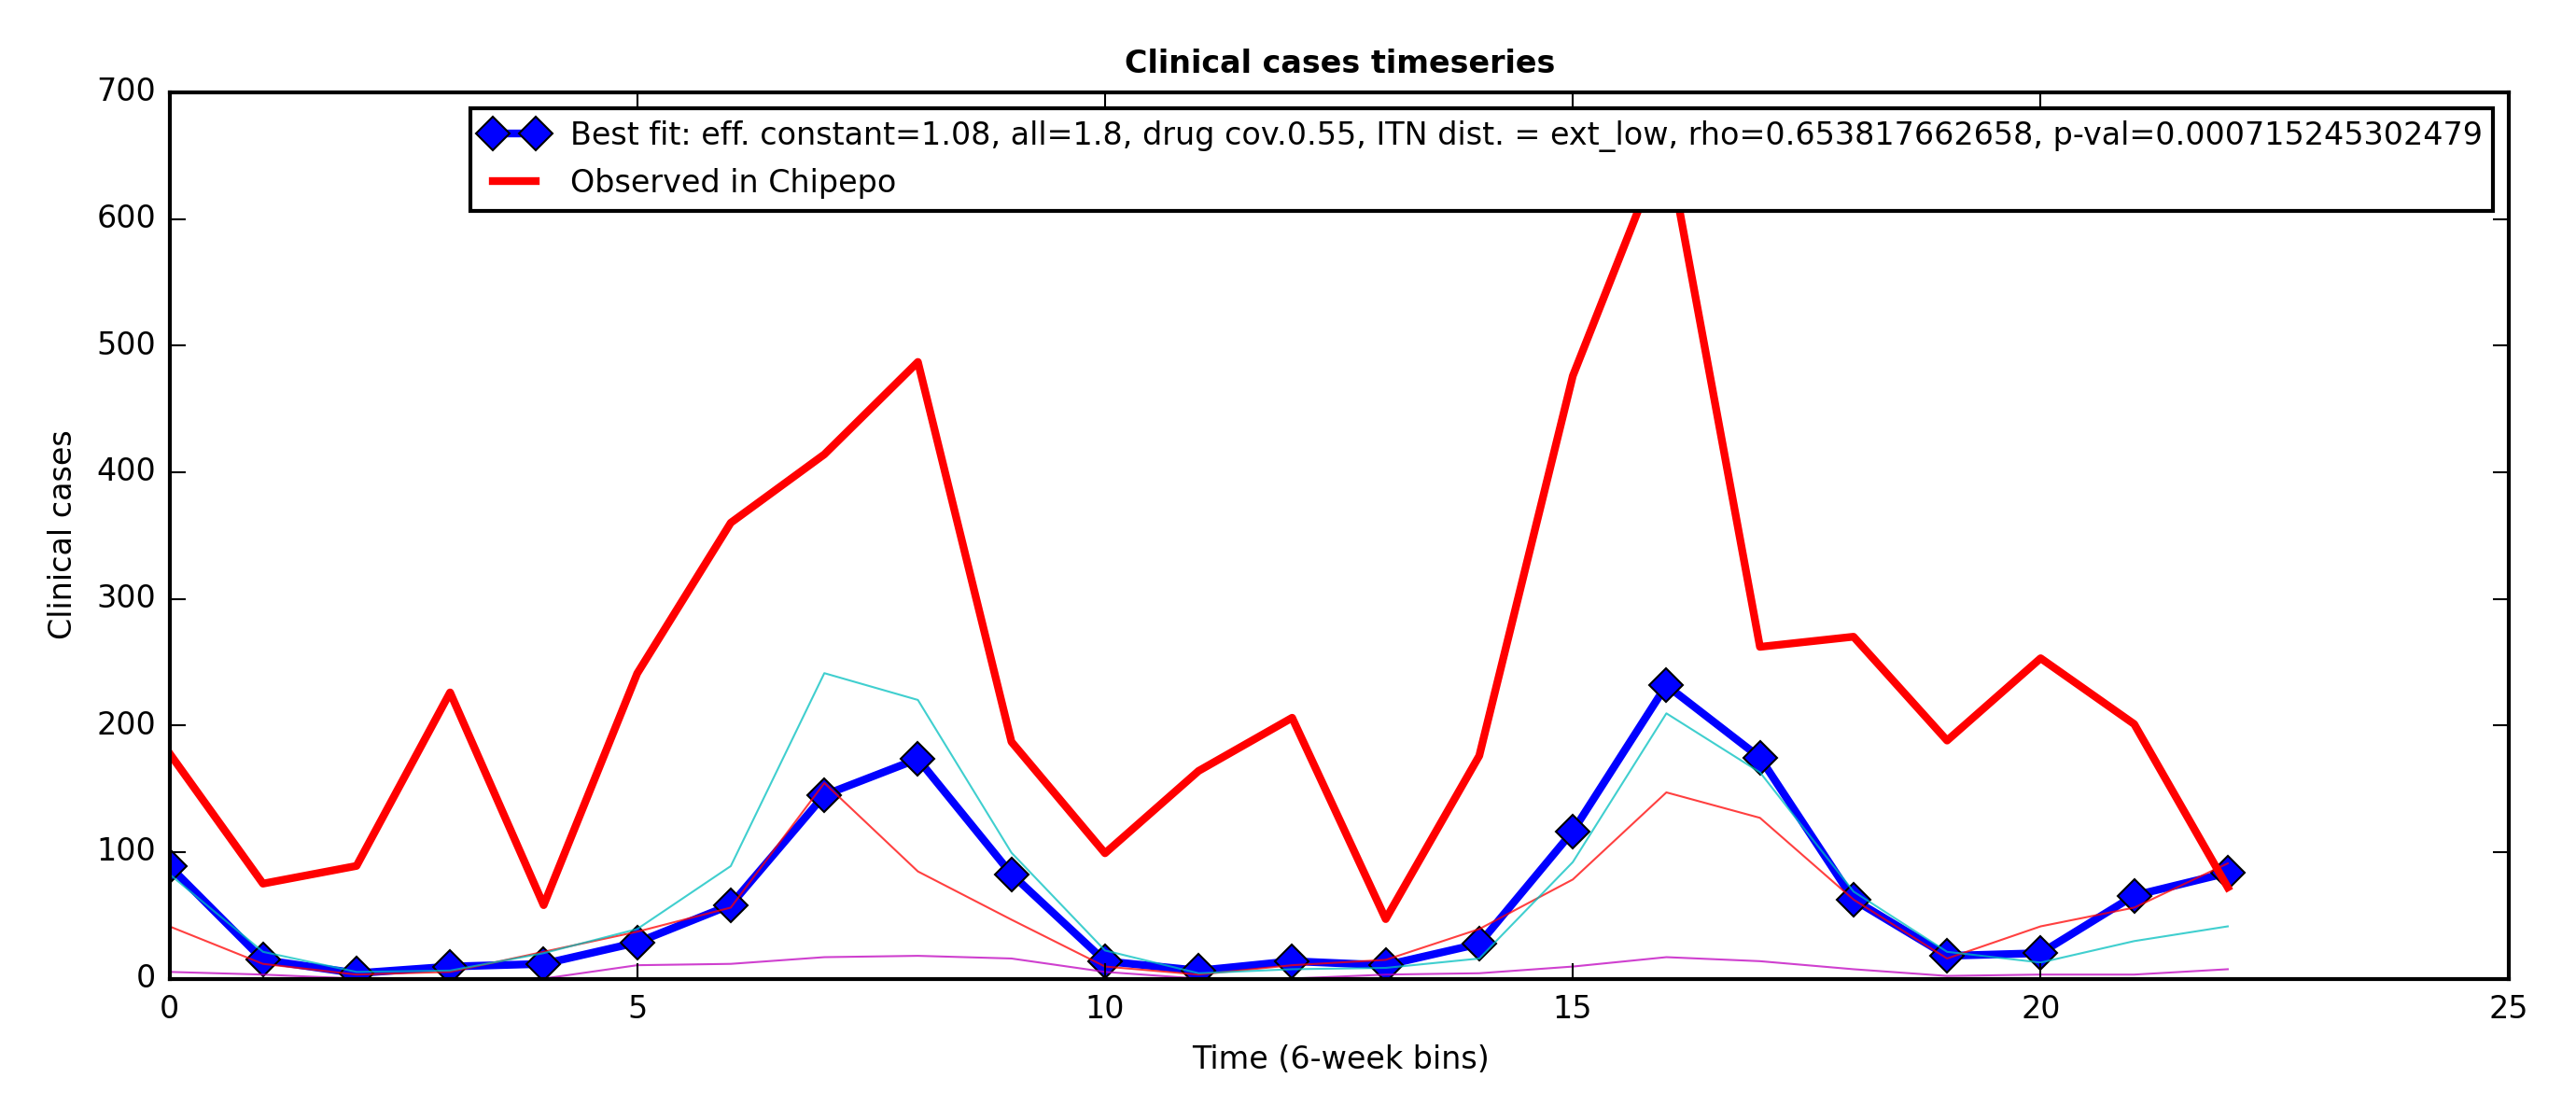 Clinical cases timeseries
700
600
500
400
300
200
100
0
Clinical cases
Best fit: eff. constant=1.08, all=1.8, drug cov.0.55, ITN dist. = ext_low, rho=0.653817662658, p-val=0.000715245302479
Observed in Chipepo
0 5 10 15 20 25
Time (6-week bins)